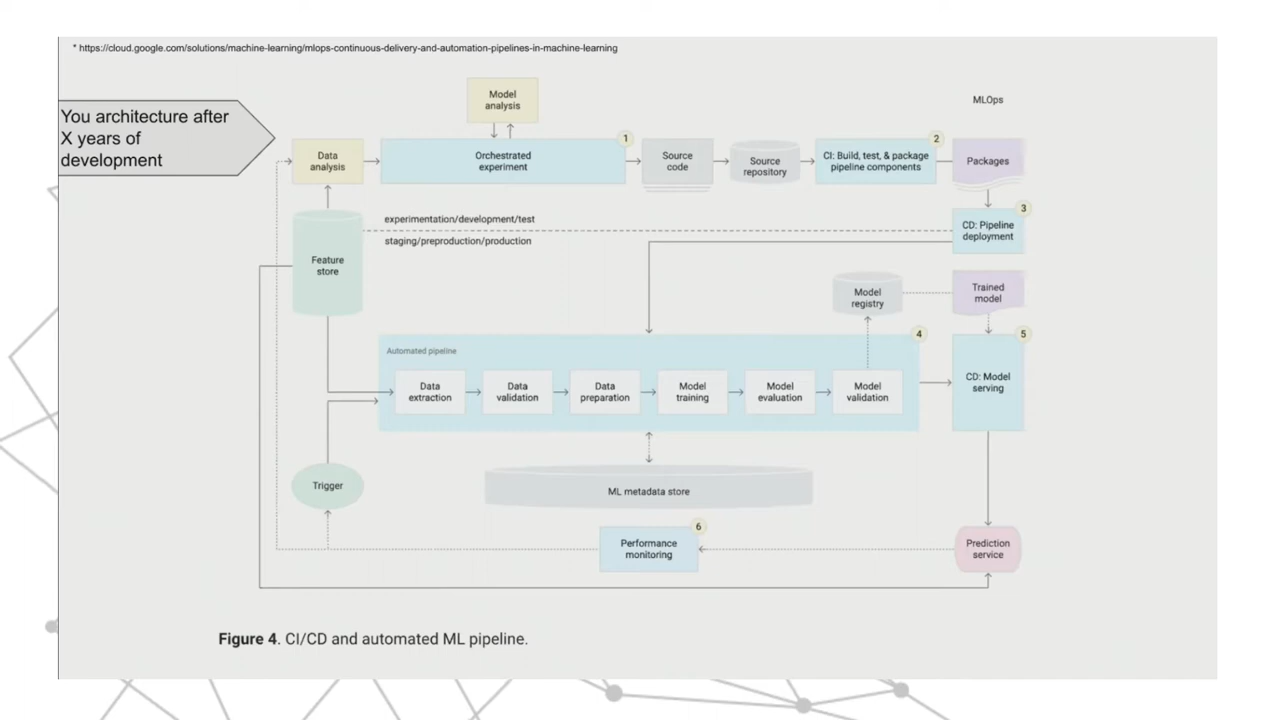 * https://cloud.google.com/solutions/machine-learning/mlops-continuous-delivery-and-automation-pipelines-in-machine-learning
You architecture after
X years of
development
Model
analysis
MLOps
Data
analysis
Orchestrated
experiment
1
Source
code
Source
repository
CI: Build, test, & package
pipeline components
2
Packages
experimentation/development/test
staging/preproduction/production
Feature
store
CD: Pipeline
deployment
3
Model
registry
Trained
model
Automated pipeline
4
Data
extraction
Data
validation
Data
preparation
Model
training
Model
evaluation
Model
validation
CD: Model
serving
5
Trigger
ML metadata store
Performance
monitoring
6
Prediction
service
Figure 4. CI/CD and automated ML pipeline.